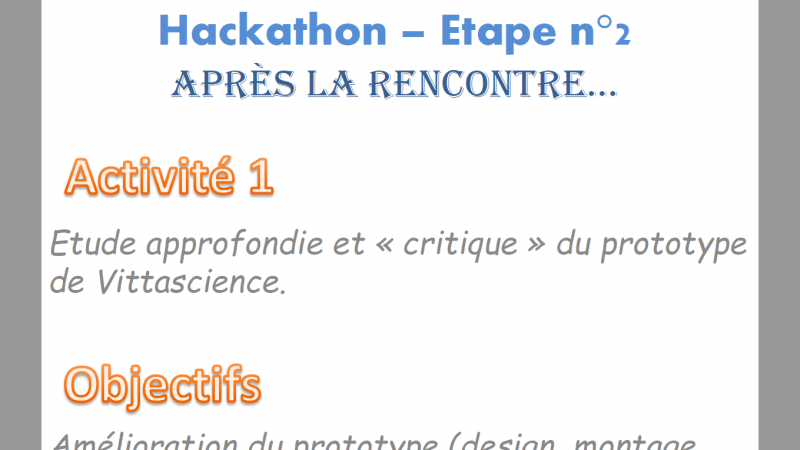 Hackathon – Etape n°2
APRÈS LA RENCONTRE...
Activité 1
Etude approfondie et « critique » du prototype
de Vittascience.
Objectifs
Amélioration du prototype (design, montage,